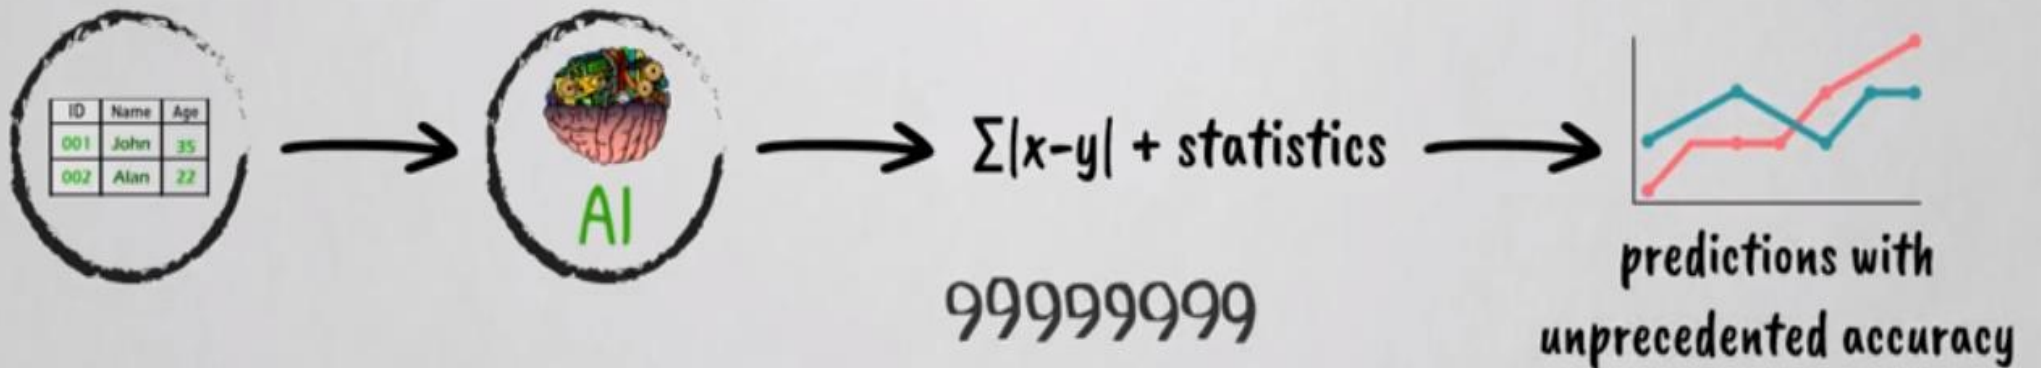 ID Name Age
001 John 35
002 Alan 22
AI
Σ|x-y| + statistics
99999999
predictions with
unprecedented accuracy